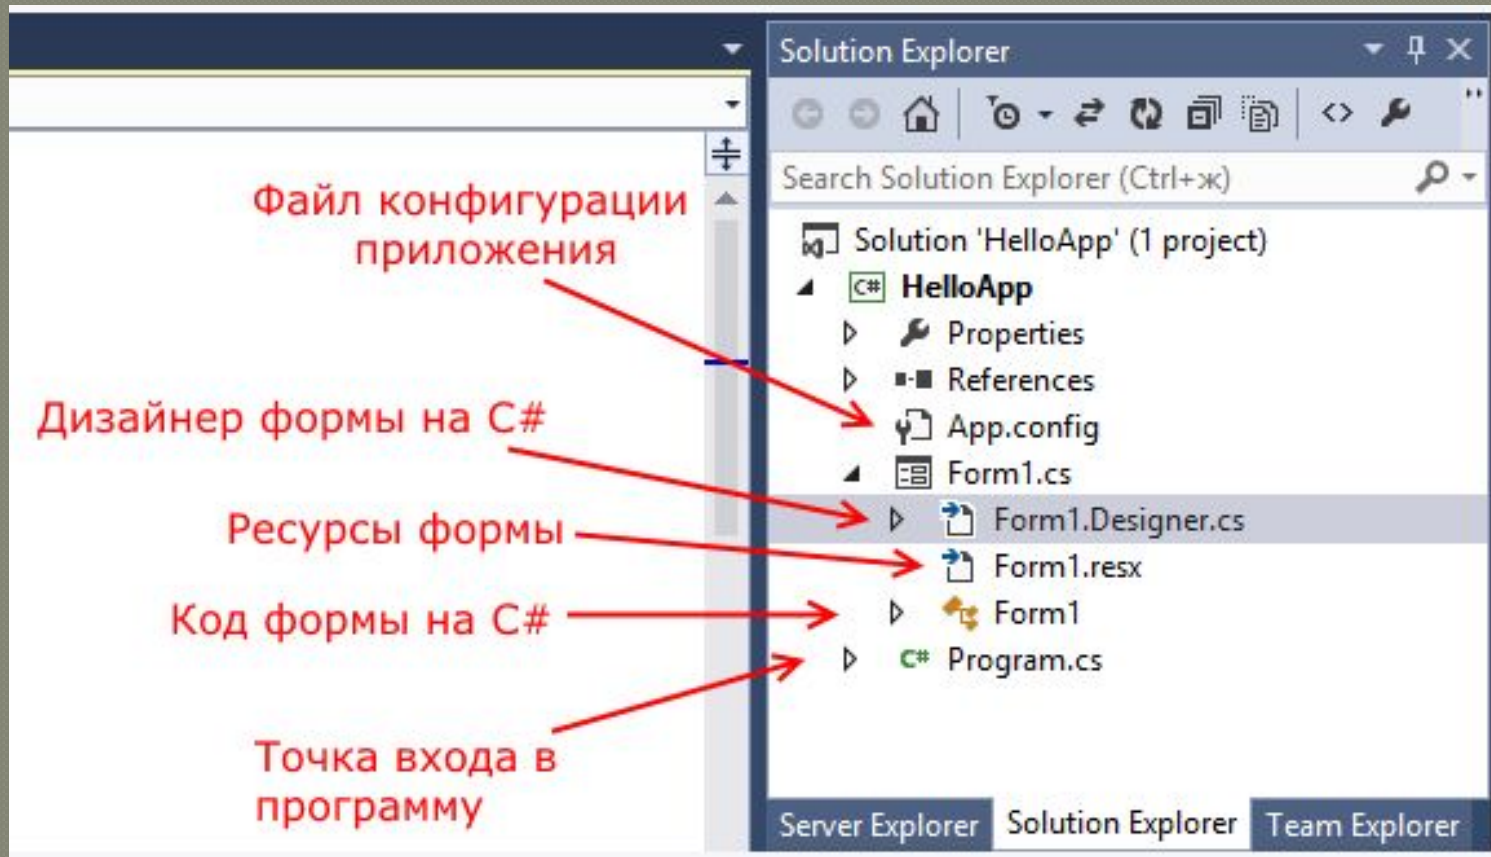 Solution Explorer
Search Solution Explorer (Ctrl+ж)
Файл конфигурации
приложения
Дизайнер формы на C#
Ресурсы формы
Код формы на C#
Точка входа в
программу
Solution 'HelloApp' (1 project)
C# HelloApp
Properties
References
App.config
Form1.cs
Form1.Designer.cs
Form1.resx
Form1
C# Program.cs
Server Explorer Solution Explorer Team Explorer